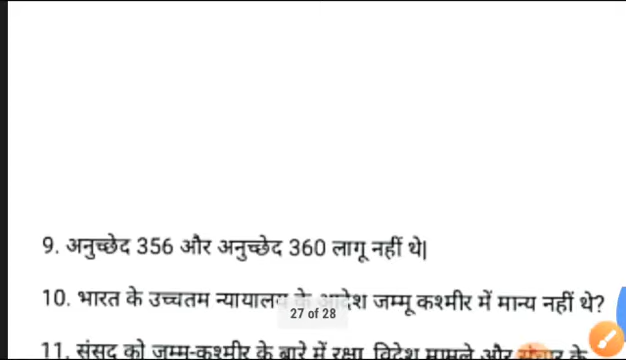 9. अनुच्छेद 356 और अनुच्छेद 360 लागू नहीं थे|
10. भारत के उच्चतम न्यायालय के आदेश जम्मू कश्मीर में मान्य नहीं थे?
27 of 28
11. संसद को जम्मू-कश्मीर के बारे में रक्षा, विदेश मामले और संचार के